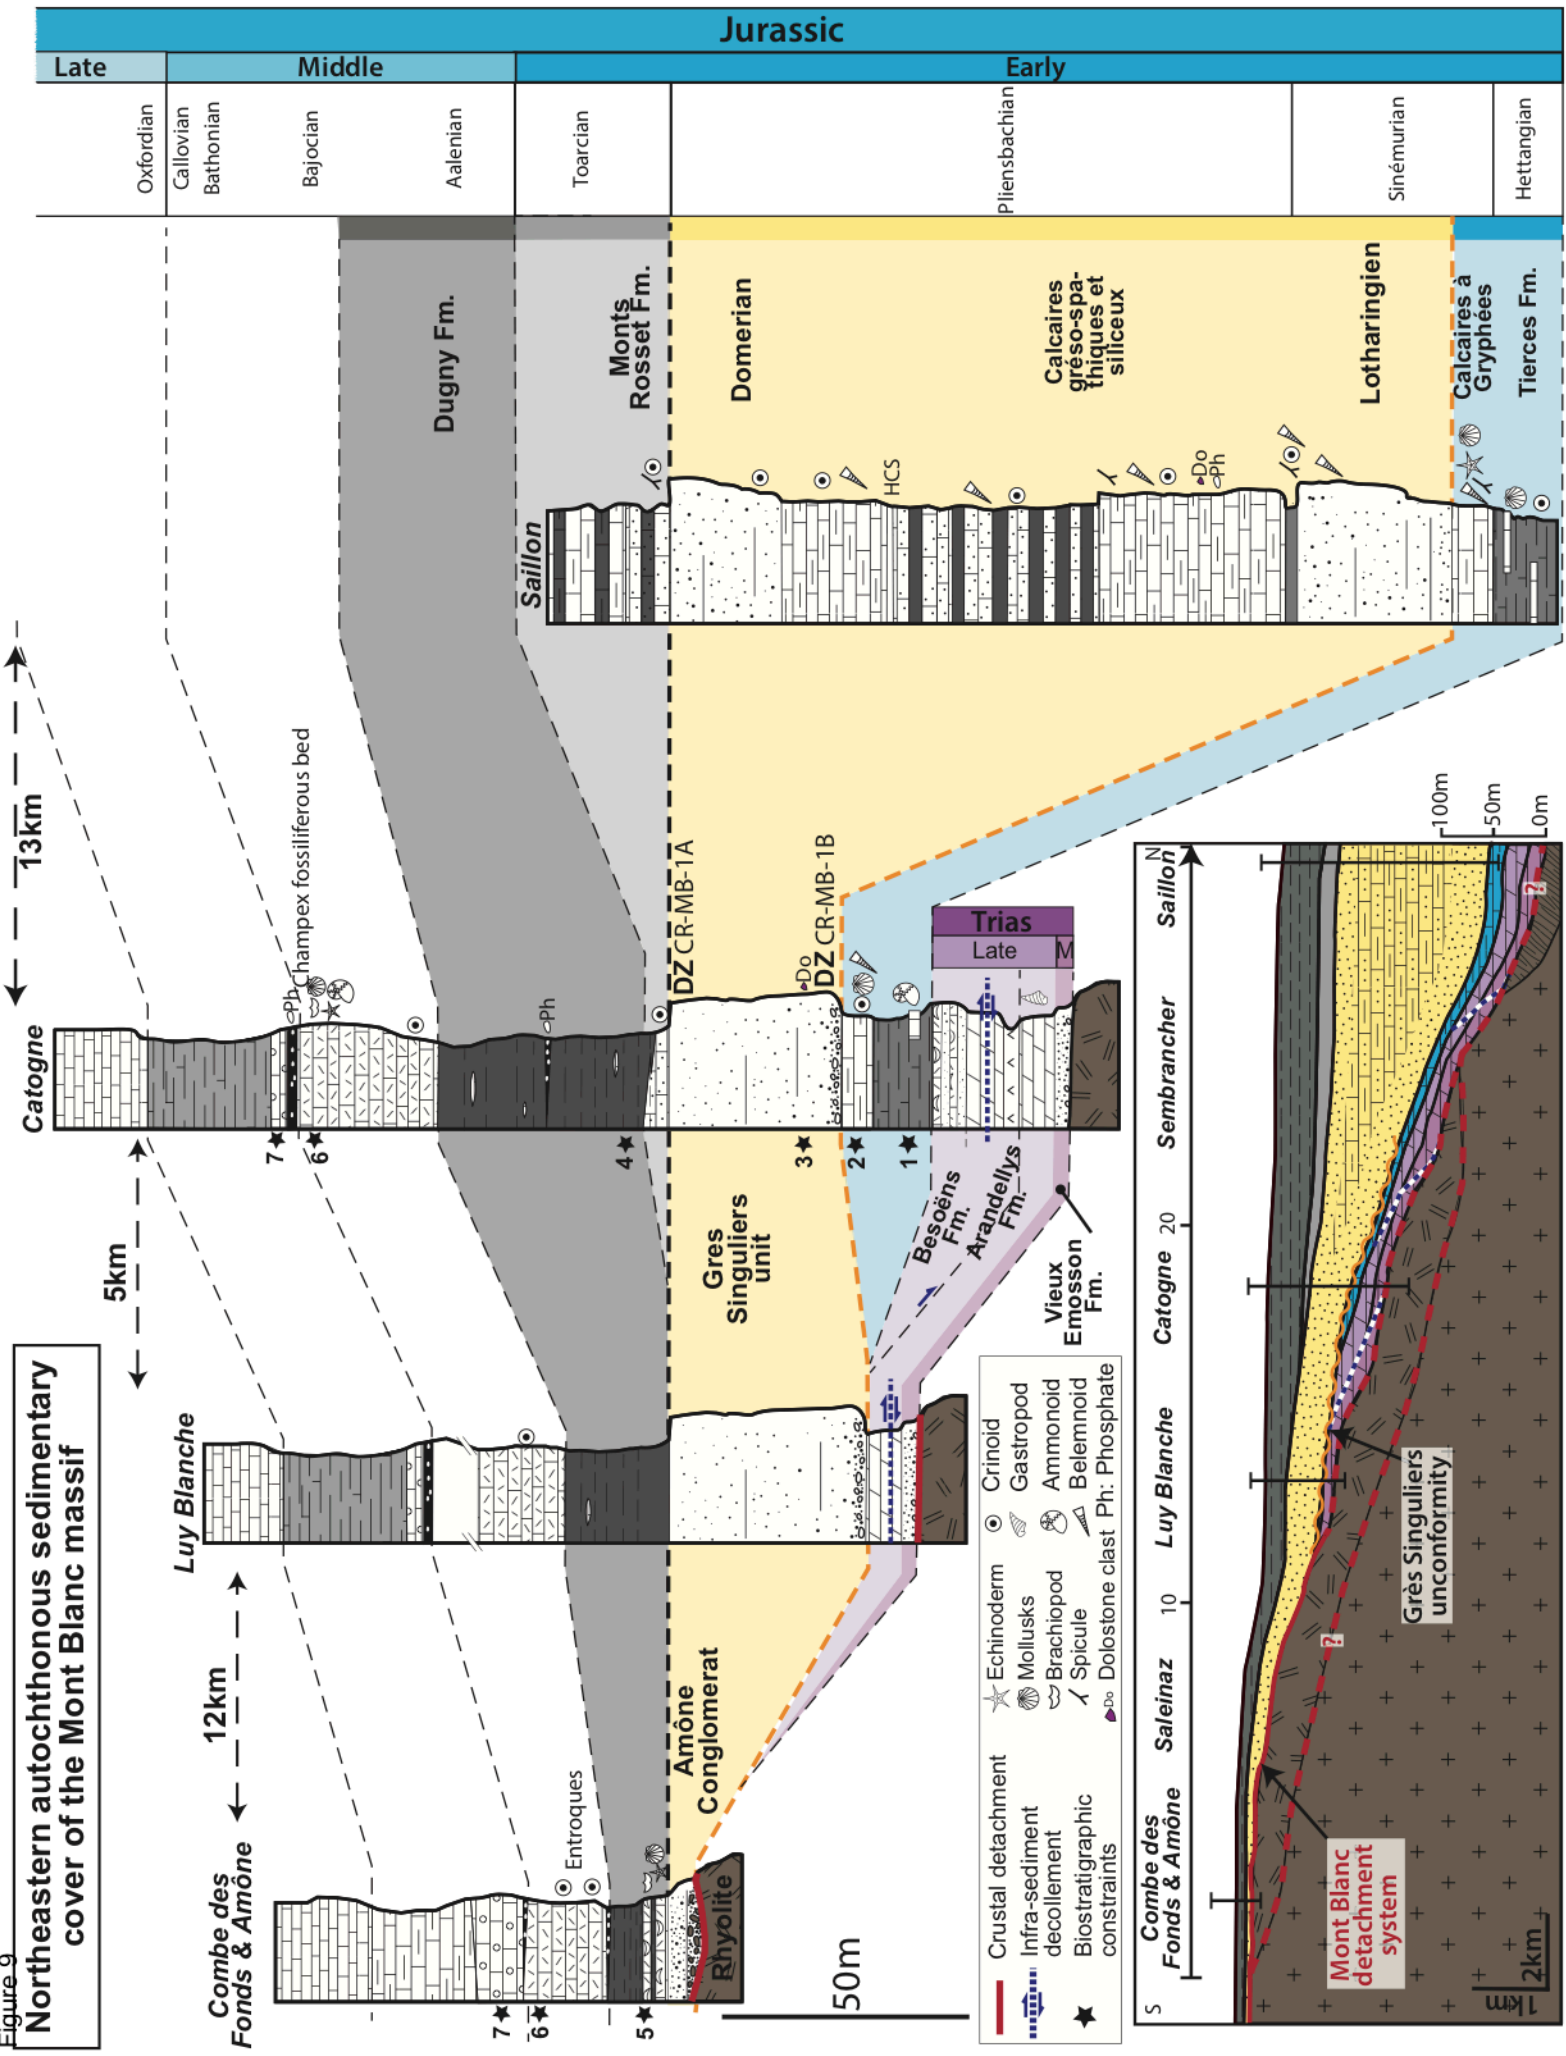 Figure 9
Northeastern autochthonous sedimentary
cover of the Mont Blanc massif
12km
5km
13km
Combe des
Fonds & Amône
Luy Blanche
Catogne
Saillon
Jurassic
Late
Middle
Early
Oxfordian
Callovian
Bathonian
Bajocian
Aalenian
Toarcian
Pliensbachian
Sinémurian
Hettangian
Dugny Fm.
Monts
Rosset Fm.
Domerian
Calcaires
gréso-spa-
thiques et
siliceux
Lotharingien
Calcaires à
Gryphées
Tierces Fm.
HCS
Do
Ph
Ph
Champex fossiliferous bed
Ph
DZ CR-MB-1A
Do
DZ CR-MB-1B
Trias
Late
M
7
6
4
3
2
1
Gres
Singuliers
unit
Besoëns
Fm.
Arandellys
Fm.
Vieux
Emosson
Fm.
Entroques
Amône
Conglomerat
Rhyolite
7
6
5
50m
Crustal detachment
Infra-sediment
decollement
Biostratigraphic
constraints
Echinoderm
Mollusks
Brachiopod
Spicule
Do Dolostone clast
Crinoid
Gastropod
Ammonoid
Belemnoid
Ph: Phosphate
S
Combe des
Fonds & Amône
Saleinaz
10
Luy Blanche
Catogne
20
Sembrancher
Saillon
N
100m
50m
0m
?
?
Mont Blanc
detachment
system
Grès Singuliers
unconformity
1km
2km